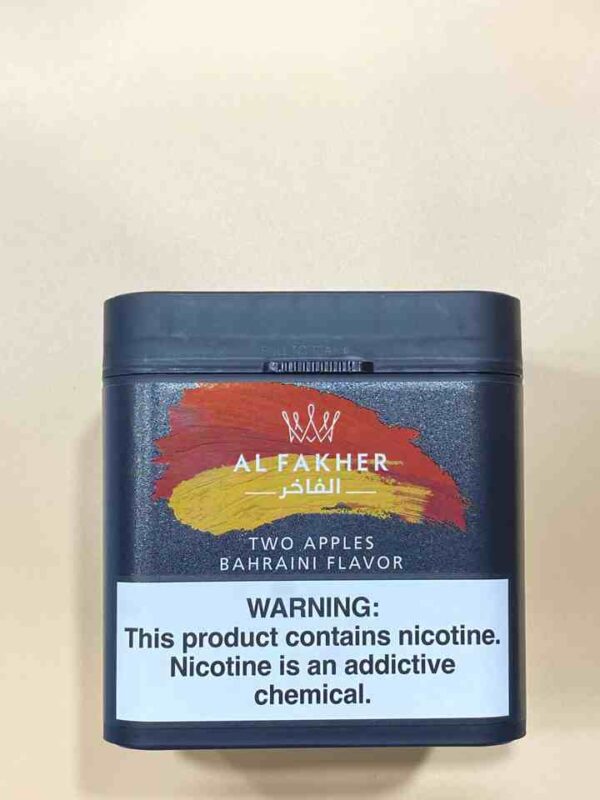 AL FAKHER
الفاخر
TWO APPLES
BAHRAINI FLAVOR
WARNING:
This product contains nicotine.
Nicotine is an addictive
chemical.